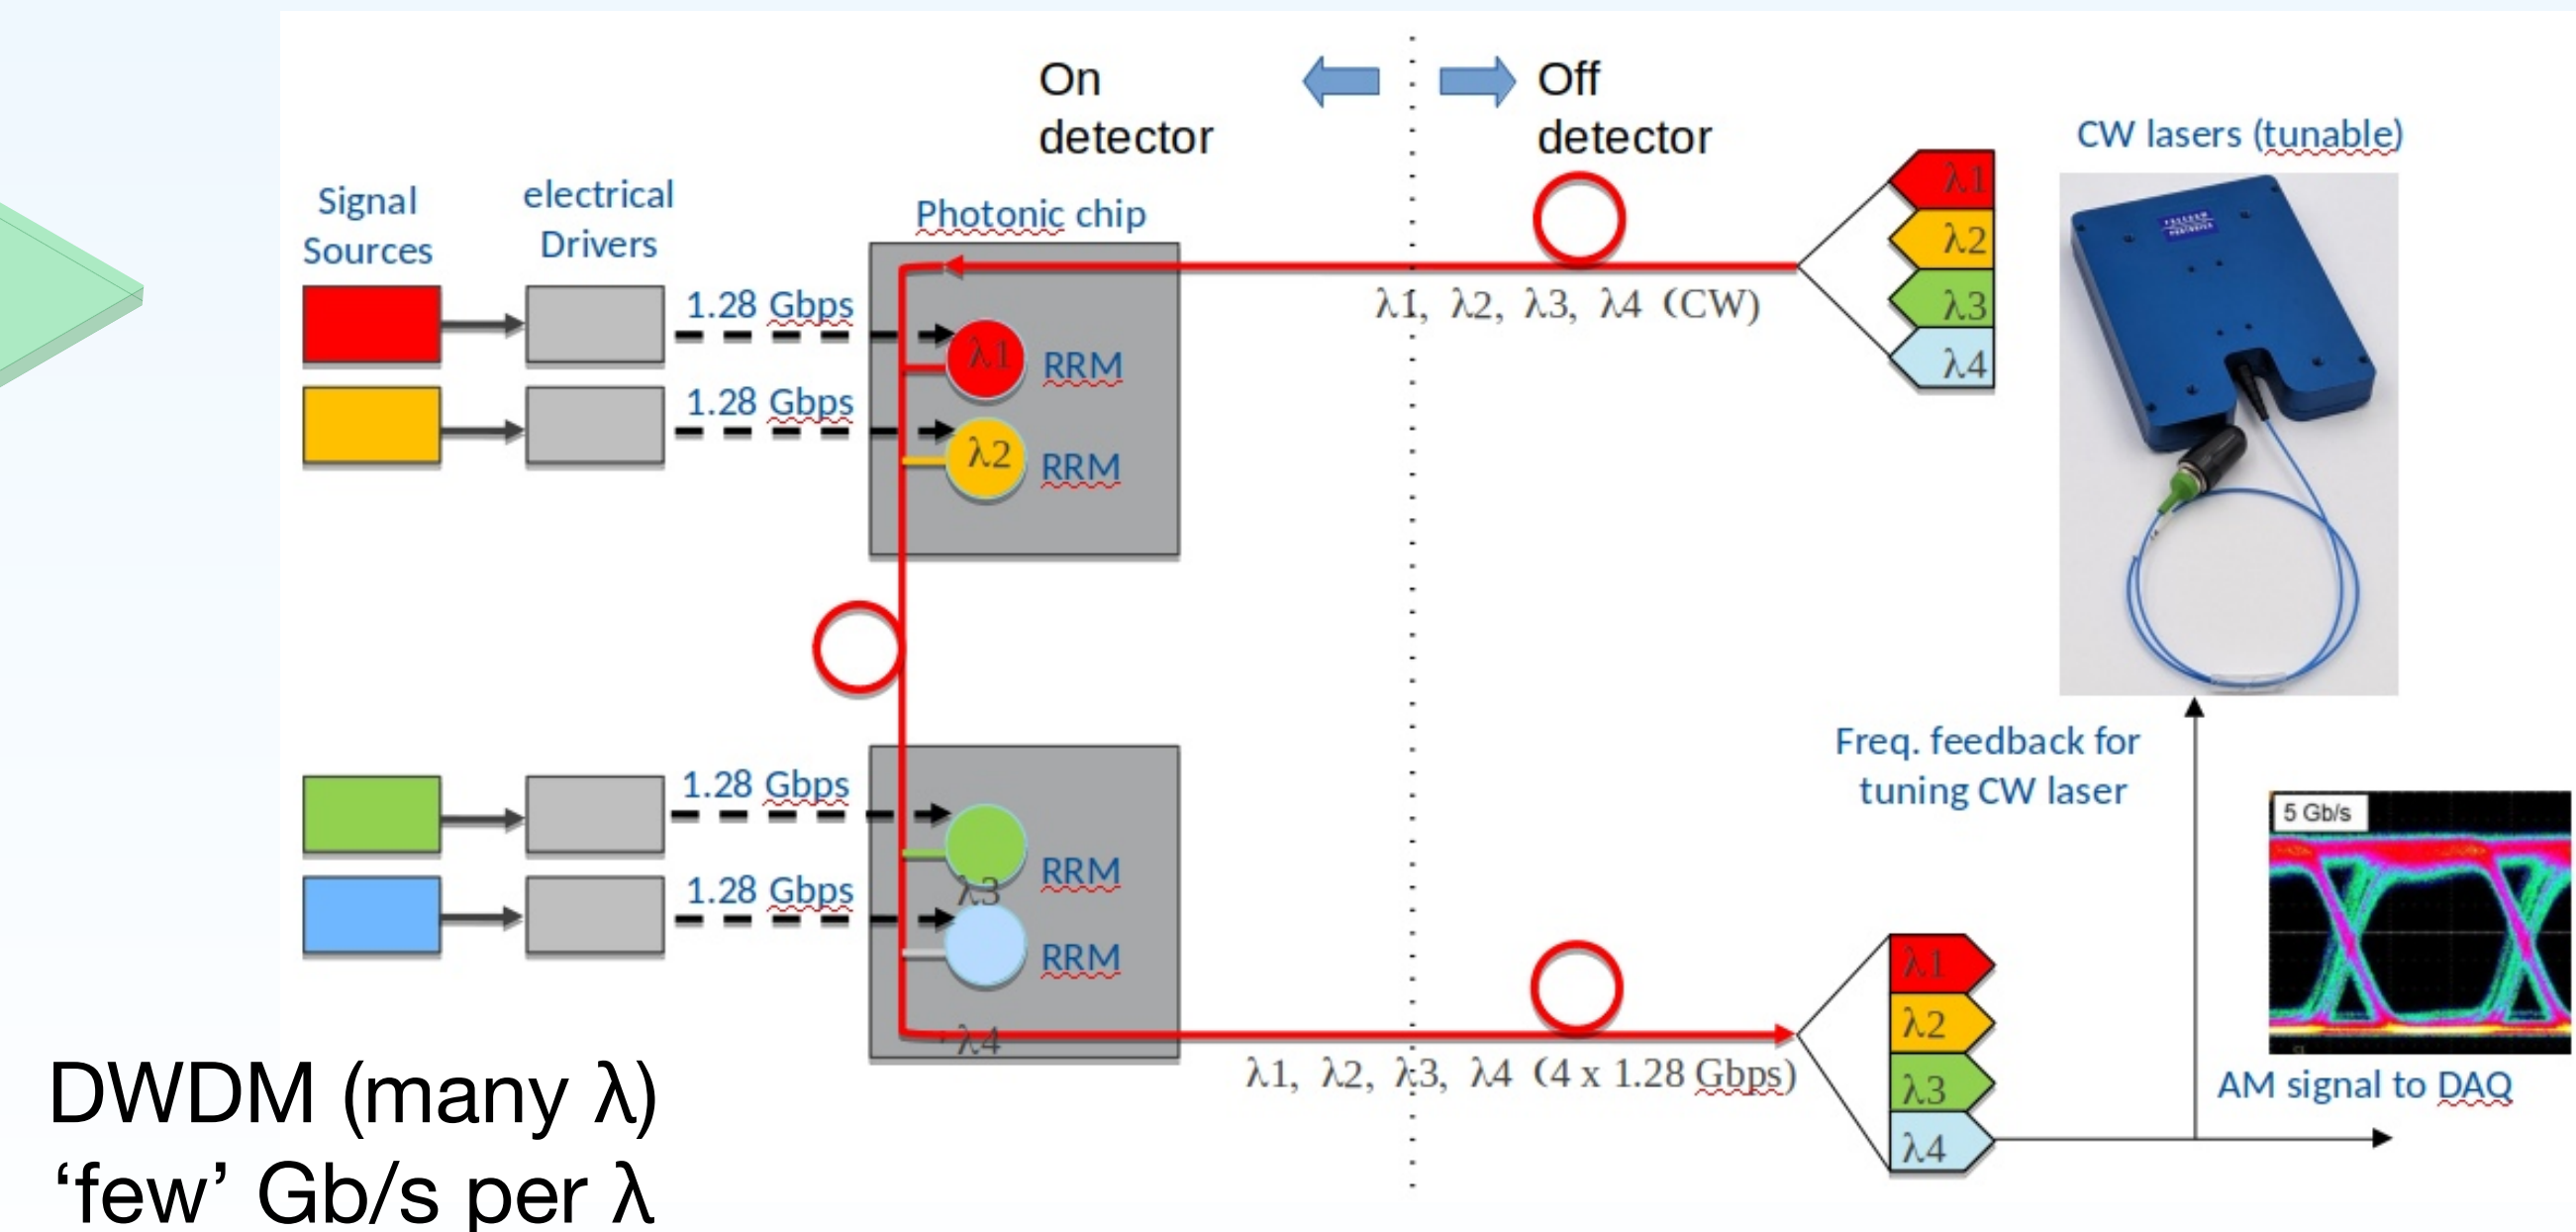 On
detector
Off
detector
CW lasers (tunable)
Signal
Sources
electrical
Drivers
Photonic chip
1.28 Gbps
λ1
RRM
1.28 Gbps
λ2
RRM
λ1, λ2, λ3, λ4 (CW)
λ1
λ2
λ3
λ4
1.28 Gbps
RRM
λ3
1.28 Gbps
RRM
λ4
λ1, λ2, λ3, λ4 (4 x 1.28 Gbps)
λ1
λ2
λ3
λ4
Freq. feedback for
tuning CW laser
5 Gb/s
AM signal to DAQ
DWDM (many λ)
‘few’ Gb/s per λ